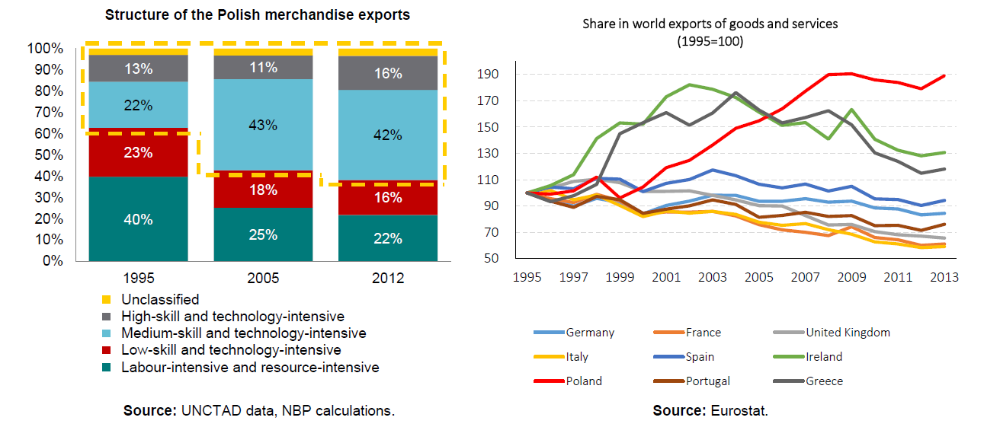 Structure of the Polish merchandise exports
100%
90%
80%
70%
60%
50%
40%
30%
20%
10%
0%
13%
22%
23%
40%
11%
43%
18%
25%
16%
42%
16%
22%
1995
2005
2012
Unclassified
High-skill and technology-intensive
Medium-skill and technology-intensive
Low-skill and technology-intensive
Labour-intensive and resource-intensive
Source: UNCTAD data, NBP calculations.
Share in world exports of goods and services
(1995=100)
190
170
150
130
110
90
70
50
1995 1997 1999 2001 2003 2005 2007 2009 2011 2013
Germany France United Kingdom
Italy Spain Ireland
Poland Portugal Greece
Source: Eurostat.